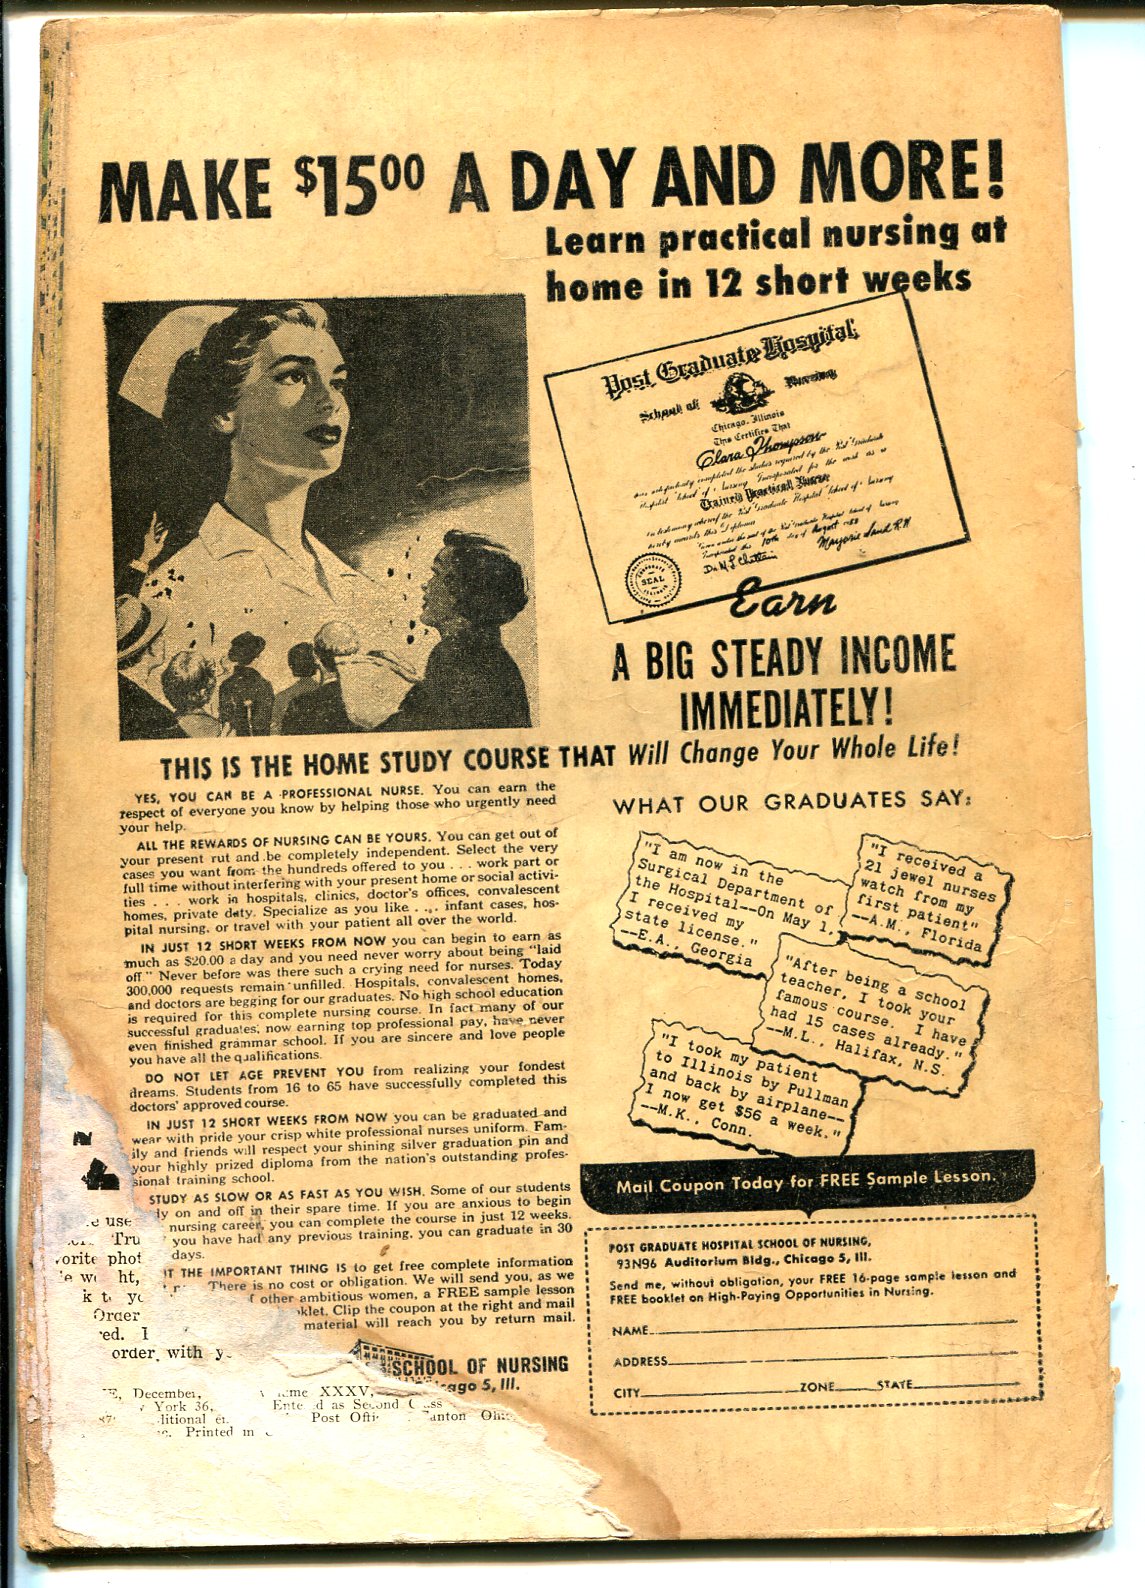 MAKE $15.00 A DAY AND MORE!
Learn practical nursing at
home in 12 short weeks
Post Graduate Hospital
School of Nursing
Chicago, Illinois
This Certifies That
Clara Thompson
Trained Practical Nurse
SEAL
Earn
A BIG STEADY INCOME
IMMEDIATELY!
THIS IS THE HOME STUDY COURSE THAT Will Change Your Whole Life!
YES, YOU CAN BE A PROFESSIONAL NURSE. You can earn the
respect of everyone you know by helping those who urgently need
your help.
ALL THE REWARDS OF NURSING CAN BE YOURS. You can get out of
your present rut and be completely independent. Select the very
cases you want from the hundreds offered to you . . . work part or
full time without interfering with your present home or social activi-
ties . . . work in hospitals, clinics, doctor's offices, convalescent
homes, private duty. Specialize as you like . . . infant cases, hos-
pital nursing, or travel with your patient all over the world.
IN JUST 12 SHORT WEEKS FROM NOW you can begin to earn as
much as $20.00 a day and you need never worry about being "laid
off." Never before was there such a crying need for nurses. Today
300,000 requests remain unfilled. Hospitals, convalescent homes,
and doctors are begging for our graduates. No high school education
is required for this complete nursing course. In fact many of our
successful graduates, now earning top professional pay, have never
even finished grammar school. If you are sincere and love people
you have all the qualifications.
DO NOT LET AGE PREVENT YOU from realizing your fondest
dreams. Students from 16 to 65 have successfully completed this
doctors' approved course.
IN JUST 12 SHORT WEEKS FROM NOW you can be graduated and
wear with pride your crisp white professional nurses uniform. Fam-
ily and friends will respect your shining silver graduation pin and
your highly prized diploma from the nation's outstanding profes-
sional training school.
STUDY AS SLOW OR AS FAST AS YOU WISH. Some of our students
on and off in their spare time. If you are anxious to begin
nursing career, you can complete the course in just 12 weeks.
you have had any previous training, you can graduate in 30
days.
THE IMPORTANT THING IS to get free complete information
There is no cost or obligation. We will send you, as we
other ambitious women, a FREE sample lesson
Clip the coupon at the right and mail
material will reach you by return mail.
SCHOOL OF NURSING
5, Ill.
WHAT OUR GRADUATES SAY:
"I am now in the
Surgical Department of
the Hospital--On May 1,
I received my
state license."
--E.A., Georgia
"I received a
21 jewel nurses
watch from my
first patient"
--A.M., Florida
"After being a school
teacher, I took your
famous course. I have
had 15 cases already."
--M.L., Halifax, N.S.
"I took my patient
to Illinois by Pullman
and back by airplane--
I now get $56 a week."
--M.K., Conn.
Mail Coupon Today for FREE Sample Lesson.
POST GRADUATE HOSPITAL SCHOOL OF NURSING,
93N96 Auditorium Bldg., Chicago 5, Ill.
Send me, without obligation, your FREE 16-page sample lesson and
FREE booklet on High-Paying Opportunities in Nursing.
NAME
ADDRESS
CITY ZONE STATE
use
Tru
phot
ht,
Order
order with
December, XXXV,
York 36, as Second
Post
Printed in